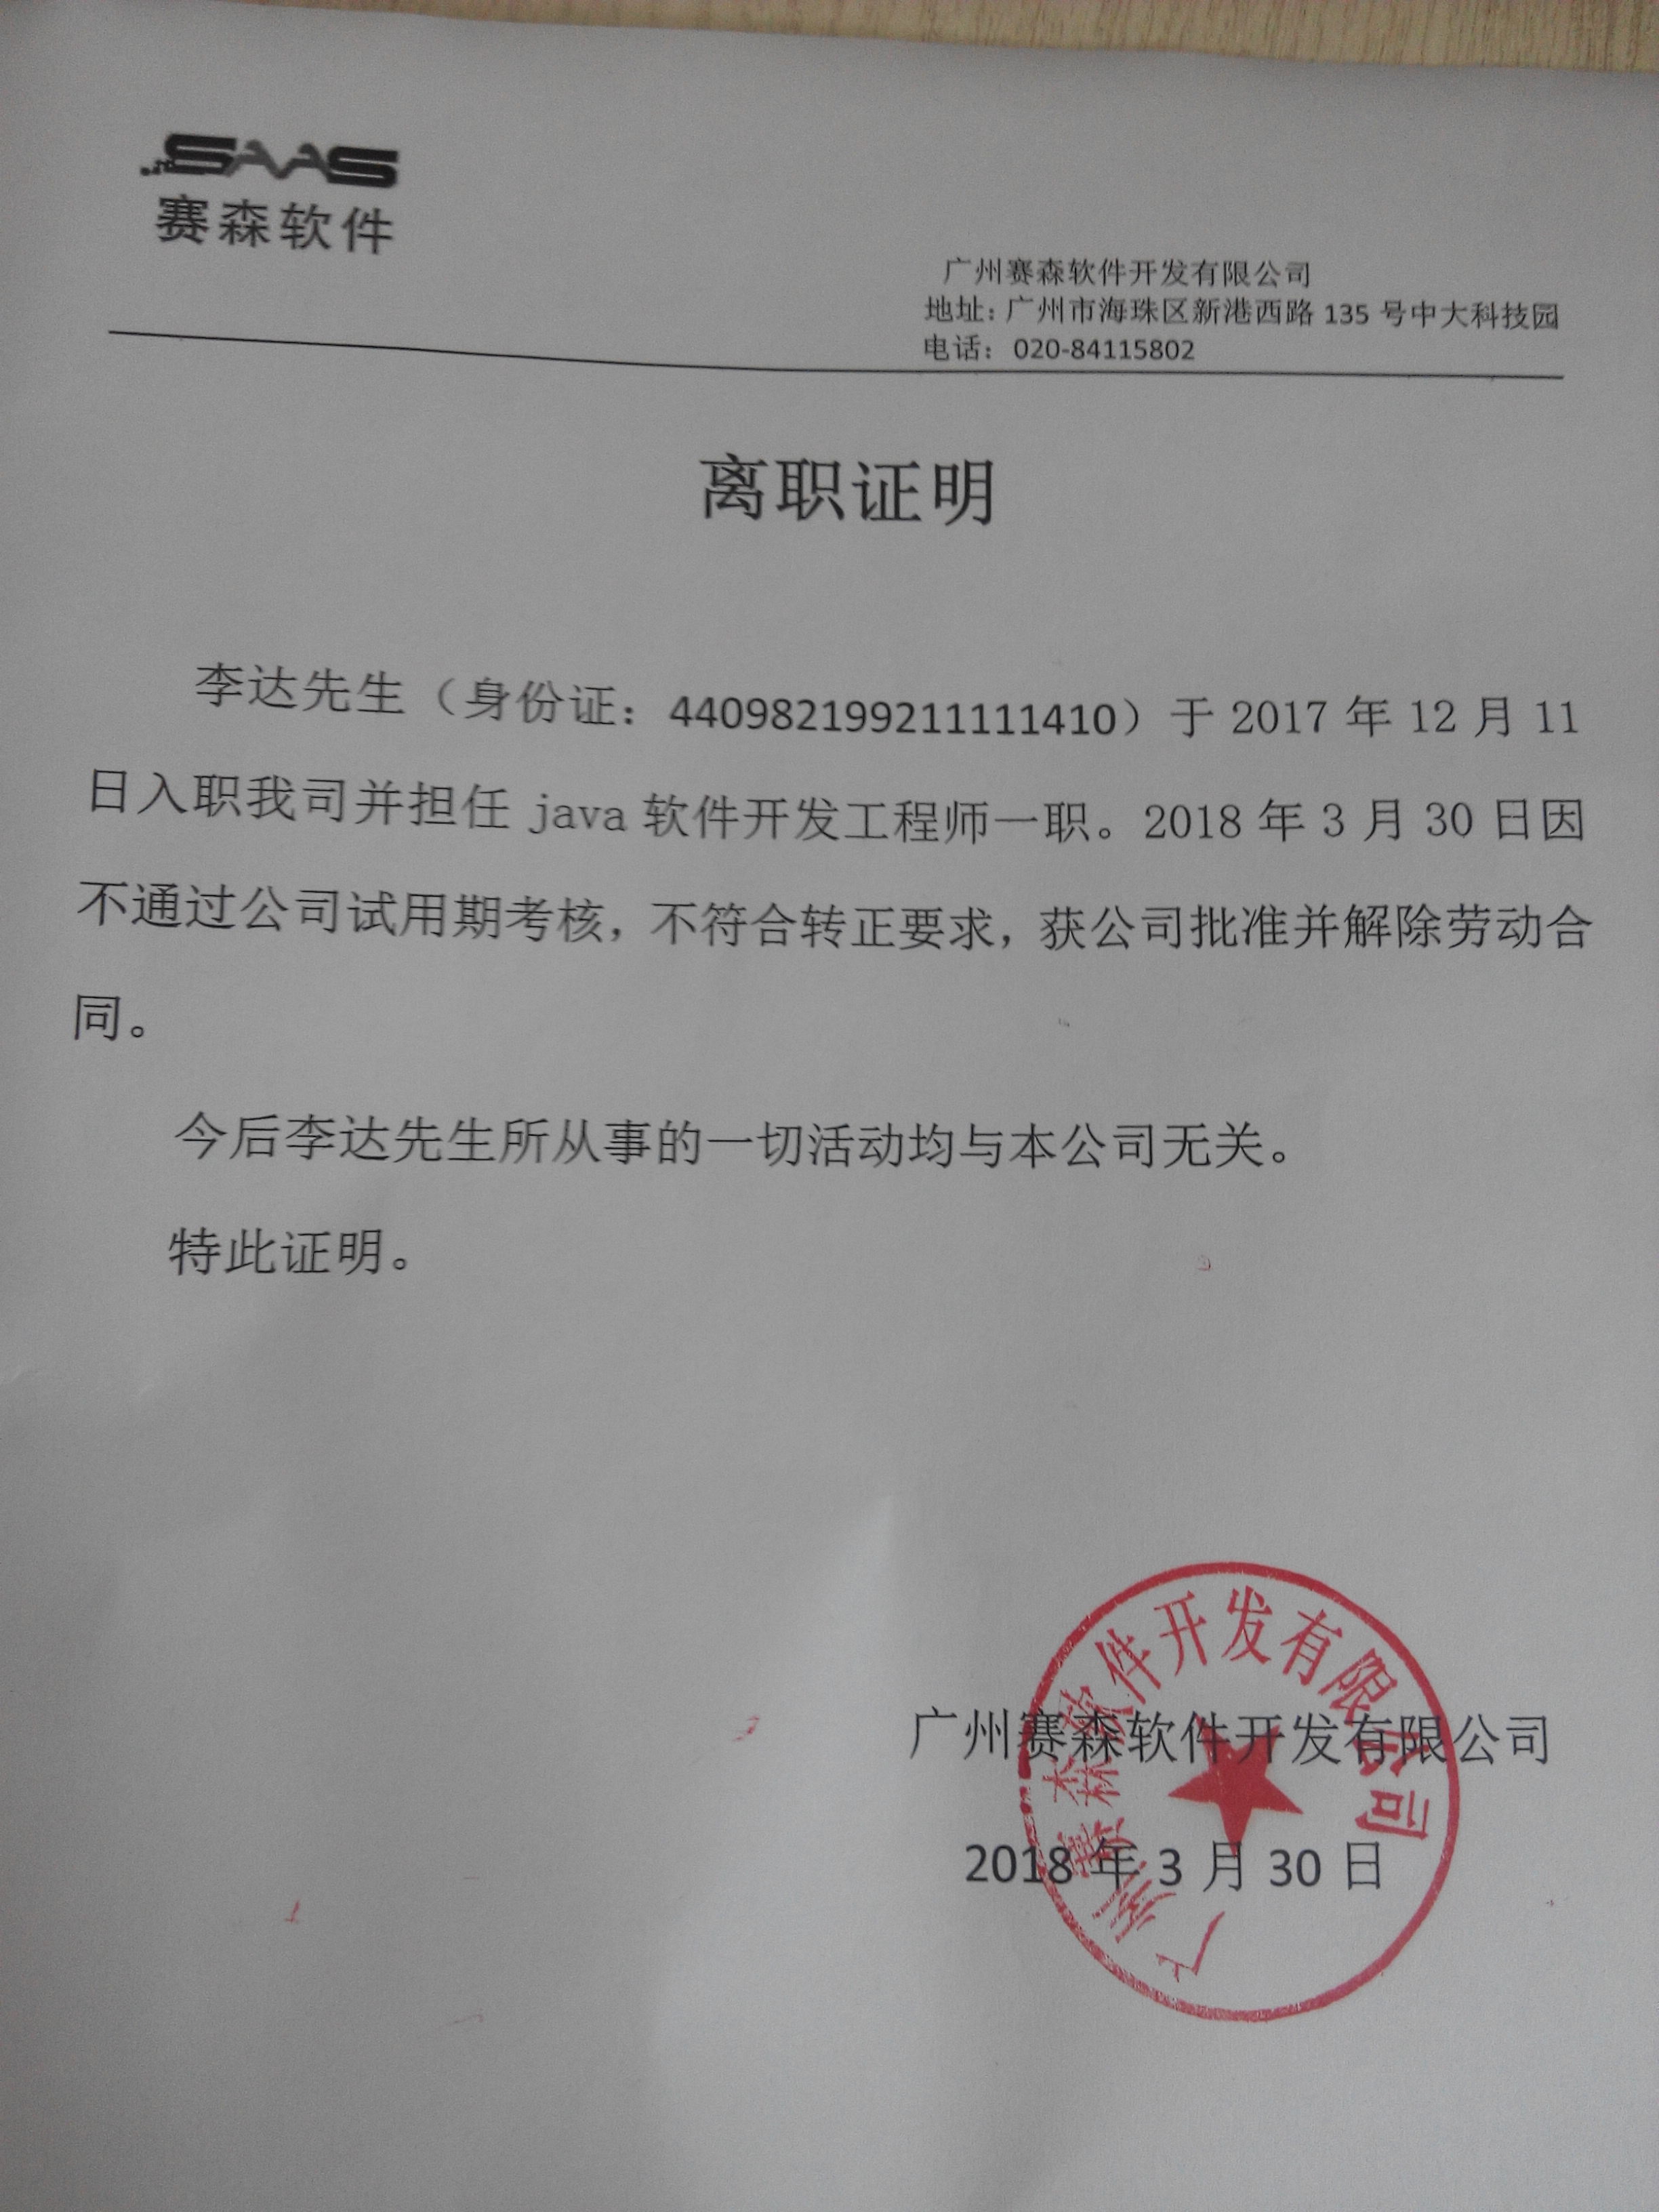 SAAS
赛森软件
广州赛森软件开发有限公司
地址：广州市海珠区新港西路 135 号中大科技园
电话：020-84115802
离职证明
李达先生（身份证：440982199211111410）于 2017 年 12 月 11
日入职我司并担任 java 软件开发工程师一职。2018 年 3 月 30 日因
不通过公司试用期考核，不符合转正要求，获公司批准并解除劳动合
同。
今后李达先生所从事的一切活动均与本公司无关。
特此证明。
广州赛森软件开发有限公司
2018 年 3 月 30 日
广州赛森软件开发有限公司